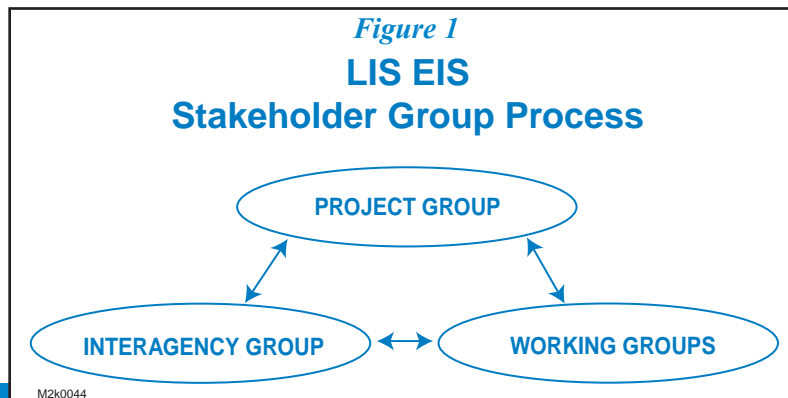 Figure 1
LIS EIS
Stakeholder Group Process
PROJECT GROUP
INTERAGENCY GROUP
WORKING GROUPS
M2k0044